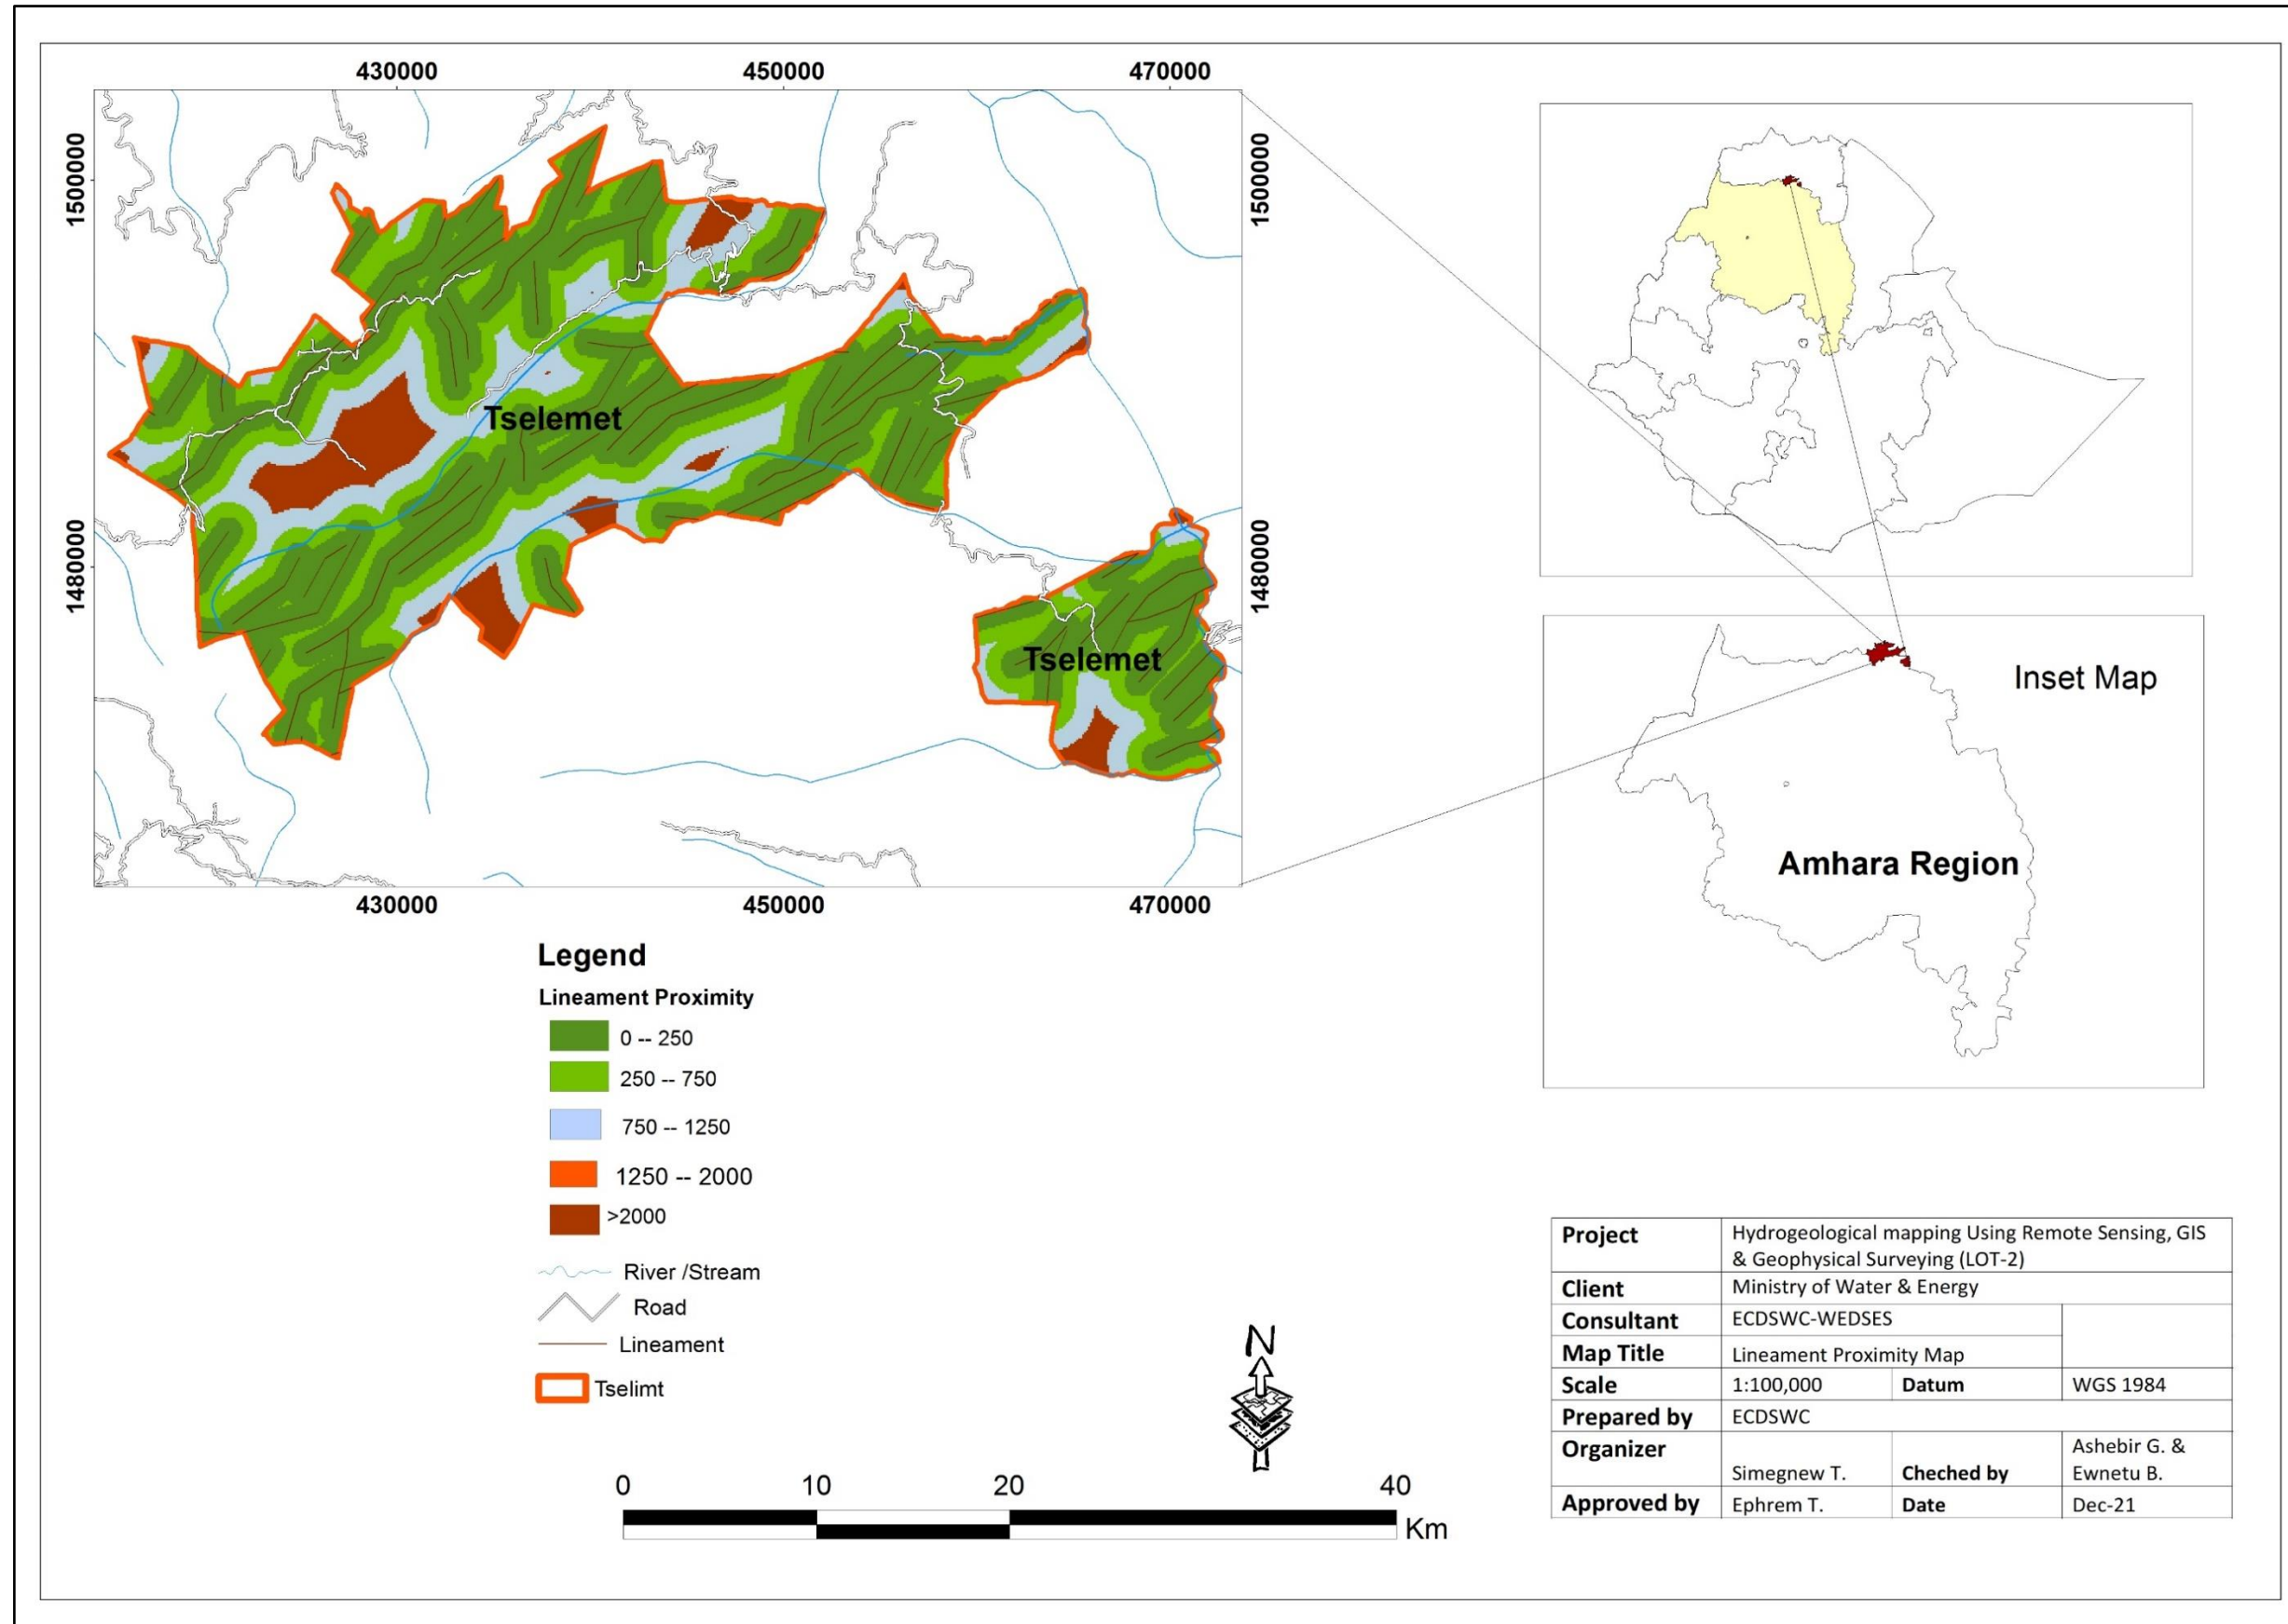 430000 450000 470000
1500000
1500000
1480000
1480000
Tselemet
Tselemet
430000 450000 470000
Inset Map
Amhara Region
Legend
Lineament Proximity
0 -- 250
250 -- 750
750 -- 1250
1250 -- 2000
>2000
River /Stream
Road
Lineament
Tselimt
N
0 10 20 40
Km
Project Hydrogeological mapping Using Remote Sensing, GIS
& Geophysical Surveying (LOT-2)
Client Ministry of Water & Energy
Consultant ECDSWC-WEDSES
Map Title Lineament Proximity Map
Scale 1:100,000 Datum WGS 1984
Prepared by ECDSWC
Organizer Simegnew T. Cheched by Ashebir G. &
Ewnetu B.
Approved by Ephrem T. Date Dec-21